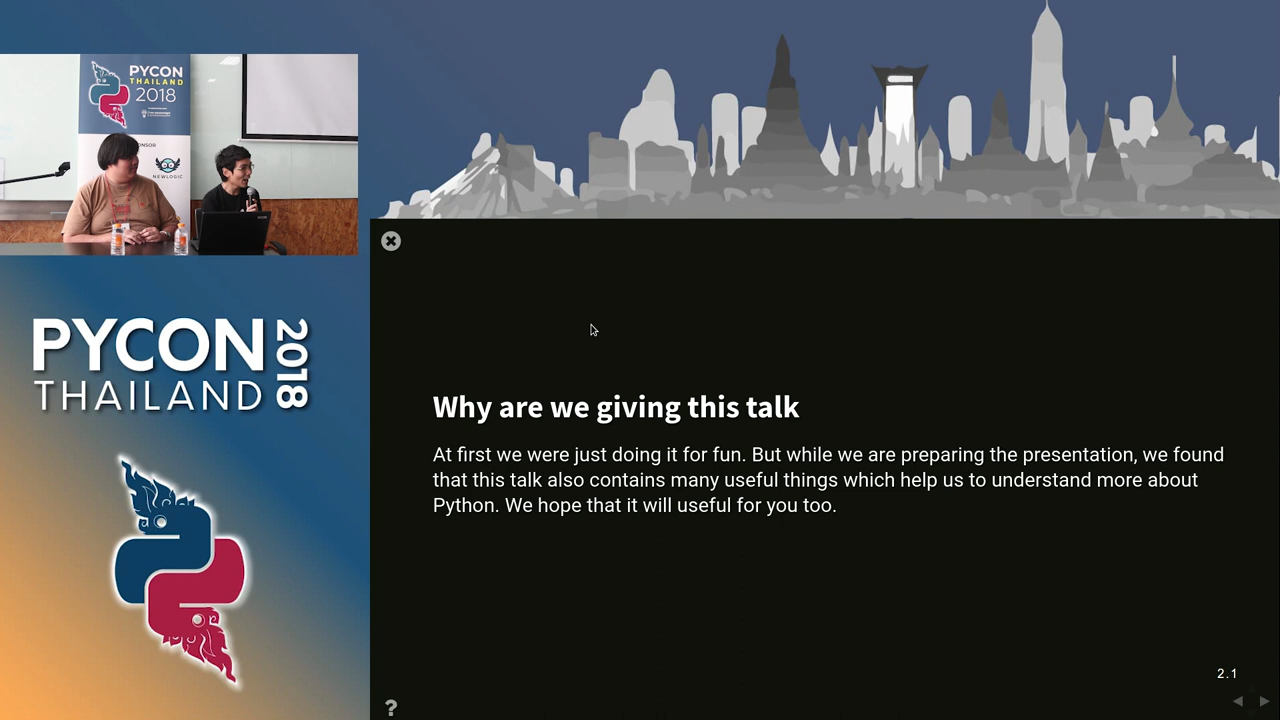 PYCON
THAILAND
2018
NEWLOGIC
PYCON 2018
THAILAND
Why are we giving this talk
At first we were just doing it for fun. But while we are preparing the presentation, we found
that this talk also contains many useful things which help us to understand more about
Python. We hope that it will useful for you too.
2.1
?